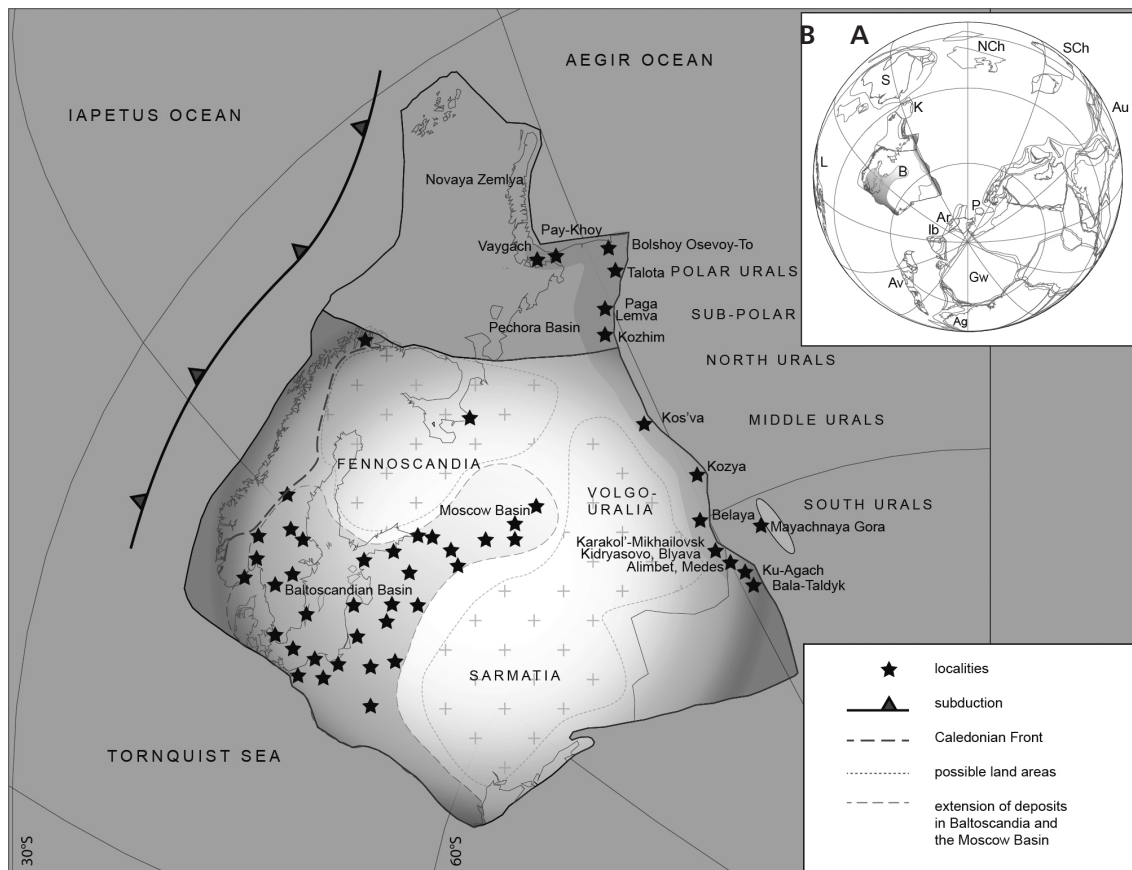 B A
NCh
SCh
S
K
Au
L
B
P
Ar
Ib
Av
Gw
Ag
AEGIR OCEAN
IAPETUS OCEAN
Novaya Zemlya
Pay-Khoy
Vaygach
Bolshoy Osevoy-To
Talota
POLAR URALS
Paga
Lemva
SUB-POLAR
Pechora Basin
Kozhim
NORTH URALS
Kos'va
MIDDLE URALS
FENNOSCANDIA
Kozya
VOLGO-
URALIA
SOUTH URALS
Moscow Basin
Belaya
Mayachnaya Gora
Karakol'-Mikhailovsk
Kidryasovo, Blyava
Alimbet, Medes
Ku-Agach
Bala-Taldyk
Baltoscandian Basin
SARMATIA
TORNQUIST SEA
30°S
60°S
localities
subduction
Caledonian Front
possible land areas
extension of deposits
in Baltoscandia and
the Moscow Basin